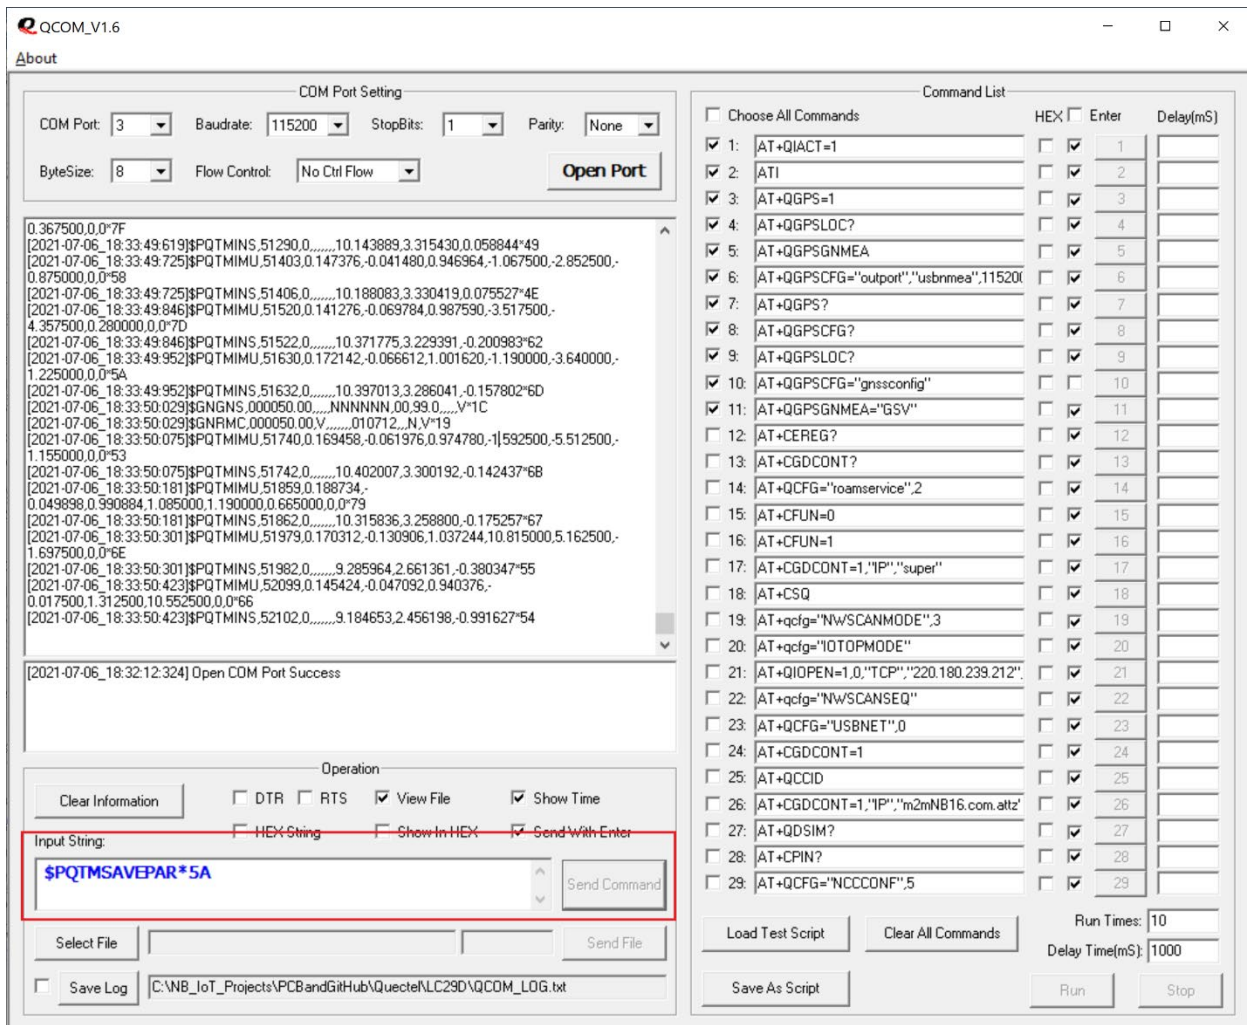 QCOM_V1.6
About
COM Port Setting
COM Port: 3 Baudrate: 115200 StopBits: 1 Parity: None
ByteSize: 8 Flow Control: No Ctrl Flow Open Port
0.367500,0,0*7F
[2021-07-06_18:33:49:619]$PQTMINS,51290,0,,,,,,,10.143889,3.315430,0.058844*49
[2021-07-06_18:33:49:725]$PQTMIMU,51403,0.147376,-0.041480,0.946964,-1.067500,-2.852500,-
0.875000,0,0*58
[2021-07-06_18:33:49:725]$PQTMINS,51406,0,,,,,,,10.188083,3.330419,0.075527*4E
[2021-07-06_18:33:49:846]$PQTMIMU,51520,0.141276,-0.069784,0.987590,-3.517500,-
4.357500,0.280000,0,0*7D
[2021-07-06_18:33:49:846]$PQTMINS,51522,0,,,,,,,10.371775,3.229391,-0.200983*62
[2021-07-06_18:33:49:952]$PQTMIMU,51630,0.172142,-0.066612,1.001620,-1.190000,-3.640000,-
1.225000,0,0*5A
[2021-07-06_18:33:49:952]$PQTMINS,51632,0,,,,,,,10.397013,3.286041,-0.157802*6D
[2021-07-06_18:33:50:029]$GNGNS,000050.00,,,,,NNNNNN,00,99.0,,,,,V*1C
[2021-07-06_18:33:50:029]$GNRMC,000050.00,V,,,,,,,010712,,,N,V*19
[2021-07-06_18:33:50:075]$PQTMIMU,51740,0.169458,-0.061976,0.974780,-1.592500,-5.512500,-
1.155000,0,0*53
[2021-07-06_18:33:50:075]$PQTMINS,51742,0,,,,,,,10.402007,3.300192,-0.142437*6B
[2021-07-06_18:33:50:181]$PQTMIMU,51859,0.188734,-
0.049898,0.990884,1.085000,1.190000,0.665000,0,0*79
[2021-07-06_18:33:50:181]$PQTMINS,51862,0,,,,,,,10.315836,3.258800,-0.175257*67
[2021-07-06_18:33:50:301]$PQTMIMU,51979,0.170312,-0.130906,1.037244,10.815000,5.162500,-
1.697500,0,0*6E
[2021-07-06_18:33:50:301]$PQTMINS,51982,0,,,,,,,9.285964,2.661361,-0.380347*55
[2021-07-06_18:33:50:423]$PQTMIMU,52099,0.145424,-0.047092,0.940376,-
0.017500,1.312500,10.552500,0,0*66
[2021-07-06_18:33:50:423]$PQTMINS,52102,0,,,,,,,9.184653,2.456198,-0.991627*54
[2021-07-06_18:32:12:324] Open COM Port Success
Operation
Clear Information DTR RTS View File Show Time
HEX String Show In HEX Send With Enter
Input String:
$PQTMSAVEPAR*5A
Send Command
Select File Send File
Save Log C:\NB_IoT_Projects\PCBandGitHub\Quectel\LC29D\QCOM_LOG.txt
Command List
Choose All Commands HEX Enter Delay(mS)
1: AT+QIACT=1 1
2: ATI 2
3: AT+QGPS=1 3
4: AT+QGPSLOC? 4
5: AT+QGPSGNMEA 5
6: AT+QGPSCFG="outport","usbnmea",115200 6
7: AT+QGPS? 7
8: AT+QGPSCFG? 8
9: AT+QGPSLOC? 9
10: AT+QGPSCFG="gnssconfig" 10
11: AT+QGPSGNMEA="GSV" 11
12: AT+CEREG? 12
13: AT+CGDCONT? 13
14: AT+QCFG="roamservice",2 14
15: AT+CFUN=0 15
16: AT+CFUN=1 16
17: AT+CGDCONT=1,"IP","super" 17
18: AT+CSQ 18
19: AT+qcfg="NWSCANMODE",3 19
20: AT+qcfg="IOTOPMODE" 20
21: AT+QIOPEN=1,0,"TCP","220.180.239.212", 21
22: AT+qcfg="NWSCANSEQ" 22
23: AT+QCFG="USBNET",0 23
24: AT+CGDCONT=1 24
25: AT+QCCID 25
26: AT+CGDCONT=1,"IP","m2mNB16.com.attz" 26
27: AT+QDSIM? 27
28: AT+CPIN? 28
29: AT+QCFG="NCCCONF",5 29
Load Test Script Clear All Commands Run Times: 10
Delay Time(mS): 1000
Save As Script Run Stop